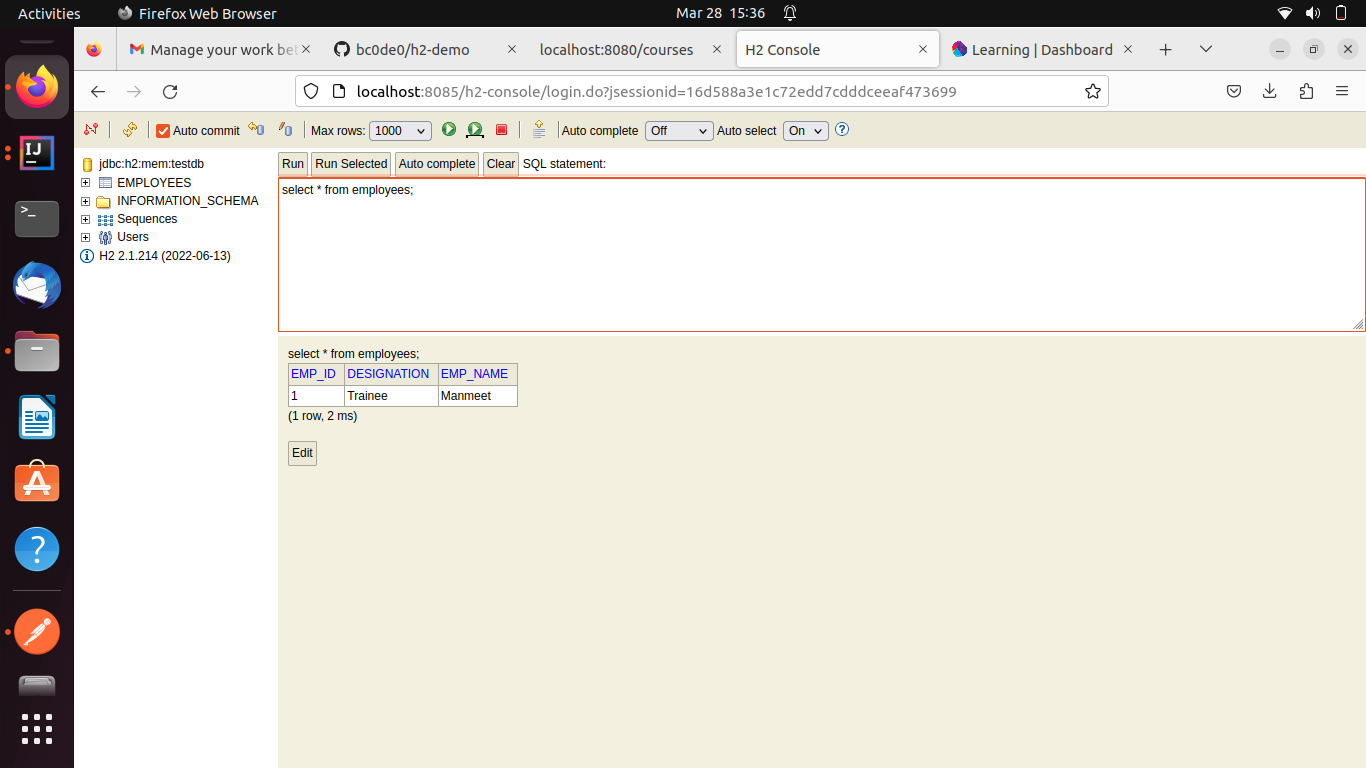 Activities Firefox Web Browser Mar 28 15:36
Manage your work bet bc0de0/h2-demo localhost:8080/courses H2 Console Learning | Dashboard
localhost:8085/h2-console/login.do?jsessionid=16d588a3e1c72edd7cdddceeaf473699
Auto commit Max rows: 1000 Auto complete Off Auto select On
jdbc:h2:mem:testdb
EMPLOYEES
INFORMATION_SCHEMA
Sequences
Users
H2 2.1.214 (2022-06-13)
Run Run Selected Auto complete Clear SQL statement:
select * from employees;
select * from employees;
EMP_ID DESIGNATION EMP_NAME
1 Trainee Manmeet
(1 row, 2 ms)
Edit